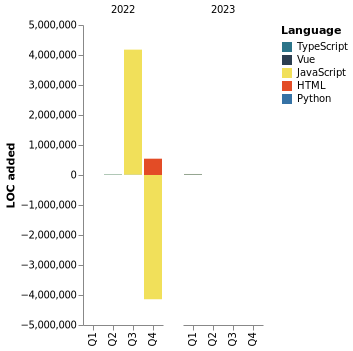 2022
2023
Language
TypeScript
Vue
JavaScript
HTML
Python
LOC added
5,000,000
4,000,000
3,000,000
2,000,000
1,000,000
0
−1,000,000
−2,000,000
−3,000,000
−4,000,000
−5,000,000
Q1
Q2
Q3
Q4
Q1
Q2
Q3
Q4